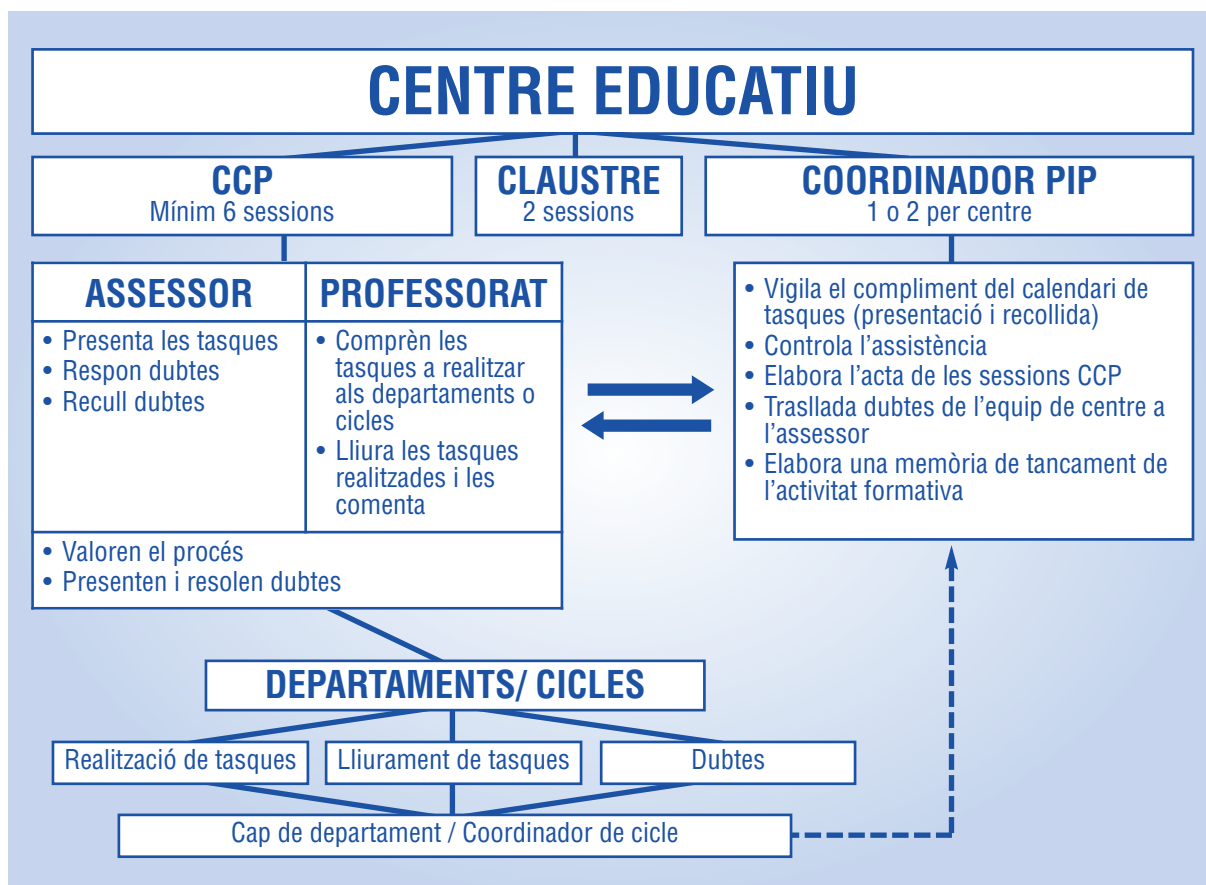 CENTRE EDUCATIU
CCP
Mínim 6 sessions
CLAUSTRE
2 sessions
COORDINADOR PIP
1 o 2 per centre
ASSESSOR
• Presenta les tasques
• Respon dubtes
• Recull dubtes
PROFESSORAT
• Comprèn les
tasques a realitzar
als departaments o
cicles
• Lliura les tasques
realitzades i les
comenta
• Valoren el procés
• Presenten i resolen dubtes
• Vigila el compliment del calendari de
tasques (presentació i recollida)
• Controla l’assistència
• Elabora l’acta de les sessions CCP
• Trasllada dubtes de l’equip de centre a
l’assessor
• Elabora una memòria de tancament de
l’activitat formativa
DEPARTAMENTS/ CICLES
Realització de tasques
Lliurament de tasques
Dubtes
Cap de departament / Coordinador de cicle